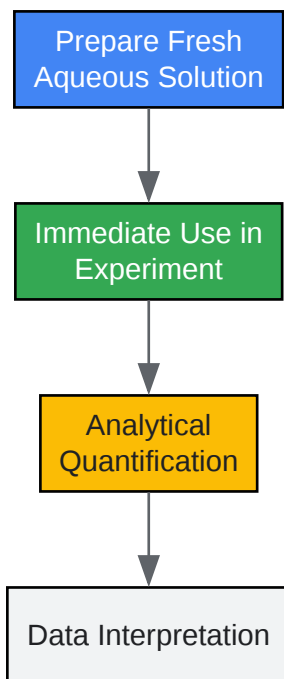 Prepare Fresh
Aqueous Solution
Immediate Use in
Experiment
Analytical
Quantification
Data Interpretation